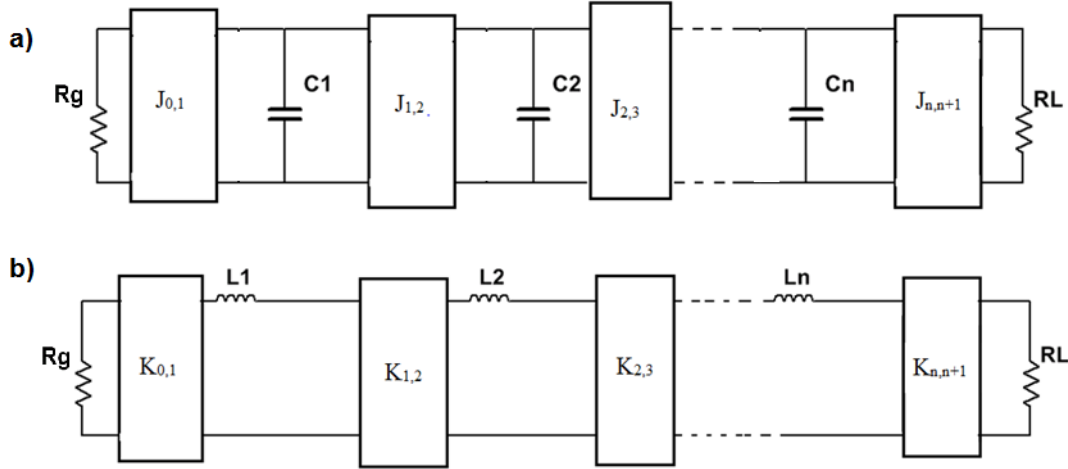 a)
Rg
J0,1
C1
J1,2.
C2
J2,3
Cn
Jn,n+1
RL
b)
Rg
K0,1
L1
K1,2
L2
K2,3
Ln
Kn,n+1
RL